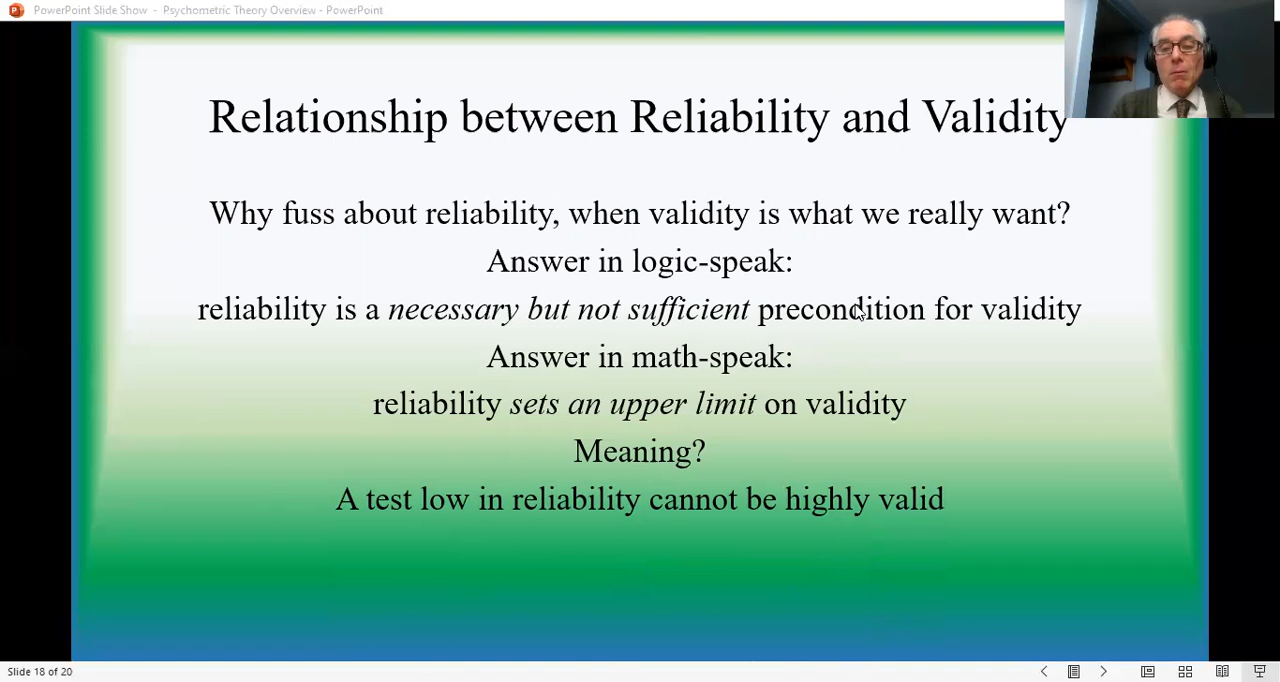 PowerPoint Slide Show - Psychometric Theory Overview - PowerPoint
Relationship between Reliability and Validity
Why fuss about reliability, when validity is what we really want?
Answer in logic-speak:
reliability is a necessary but not sufficient precondition for validity
Answer in math-speak:
reliability sets an upper limit on validity
Meaning?
A test low in reliability cannot be highly valid
Slide 18 of 20